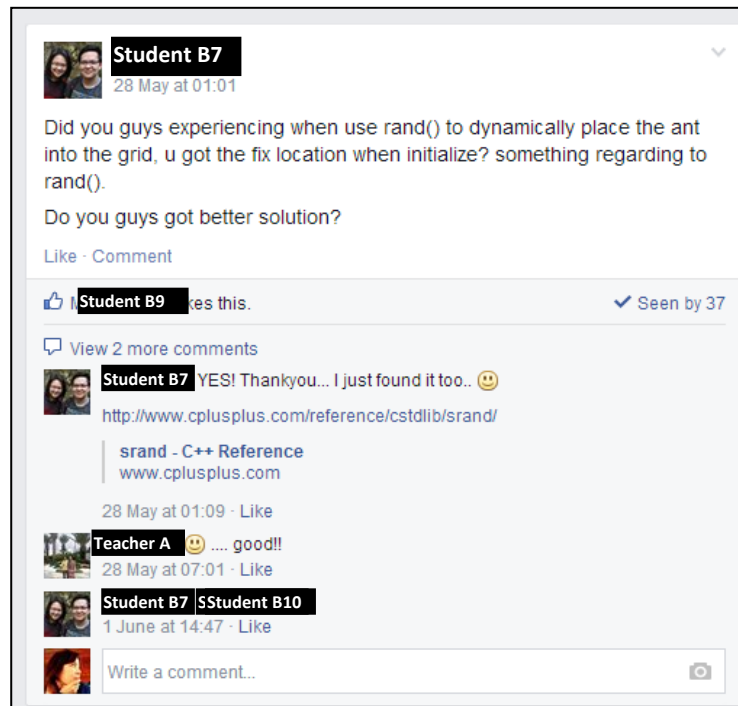 Student B7
28 May at 01:01
Did you guys experiencing when use rand() to dynamically place the ant
into the grid, u got the fix location when initialize? something regarding to
rand().
Do you guys got better solution?
Like · Comment
Student B9 kes this.
Seen by 37
View 2 more comments
Student B7 YES! Thankyou... I just found it too..
http://www.cplusplus.com/reference/cstdlib/srand/
srand - C++ Reference
www.cplusplus.com
28 May at 01:09 · Like
Teacher A .... good!!
28 May at 07:01 · Like
Student B7 SStudent B10
1 June at 14:47 · Like
Write a comment...